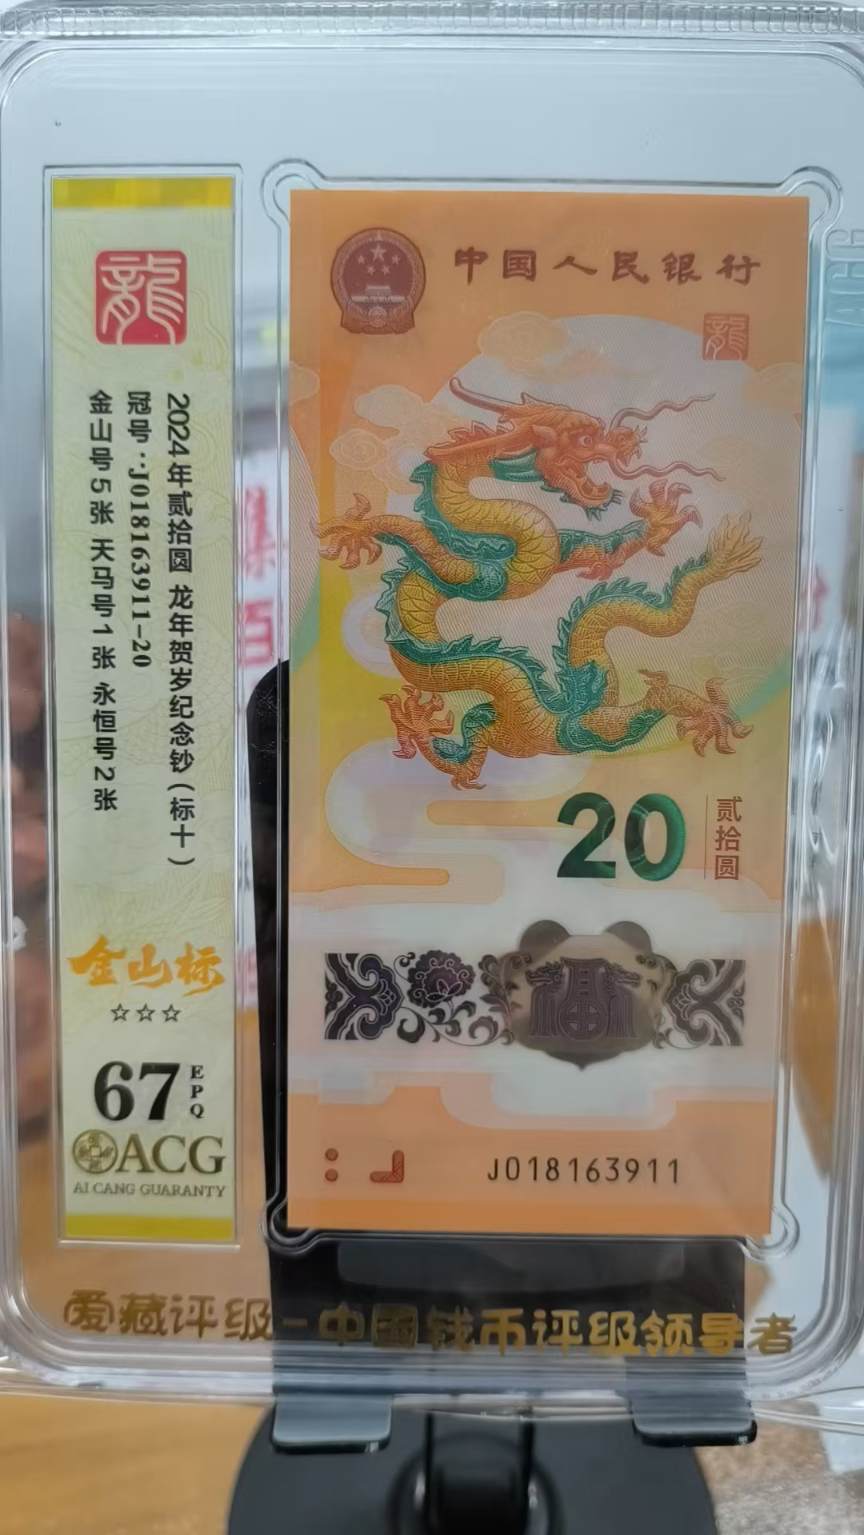 龍
2024年贰拾圆 龙年贺岁纪念钞(标十)
冠号:J018163911-20
金山号5张 天马号1张 永恒号2张
金山标
☆☆☆
67
EPQ
ACG
AI CANG GUARANTY
中国人民银行
龍
20
贰拾圆
福
J018163911
爱藏评级-中国钱币评级领导者